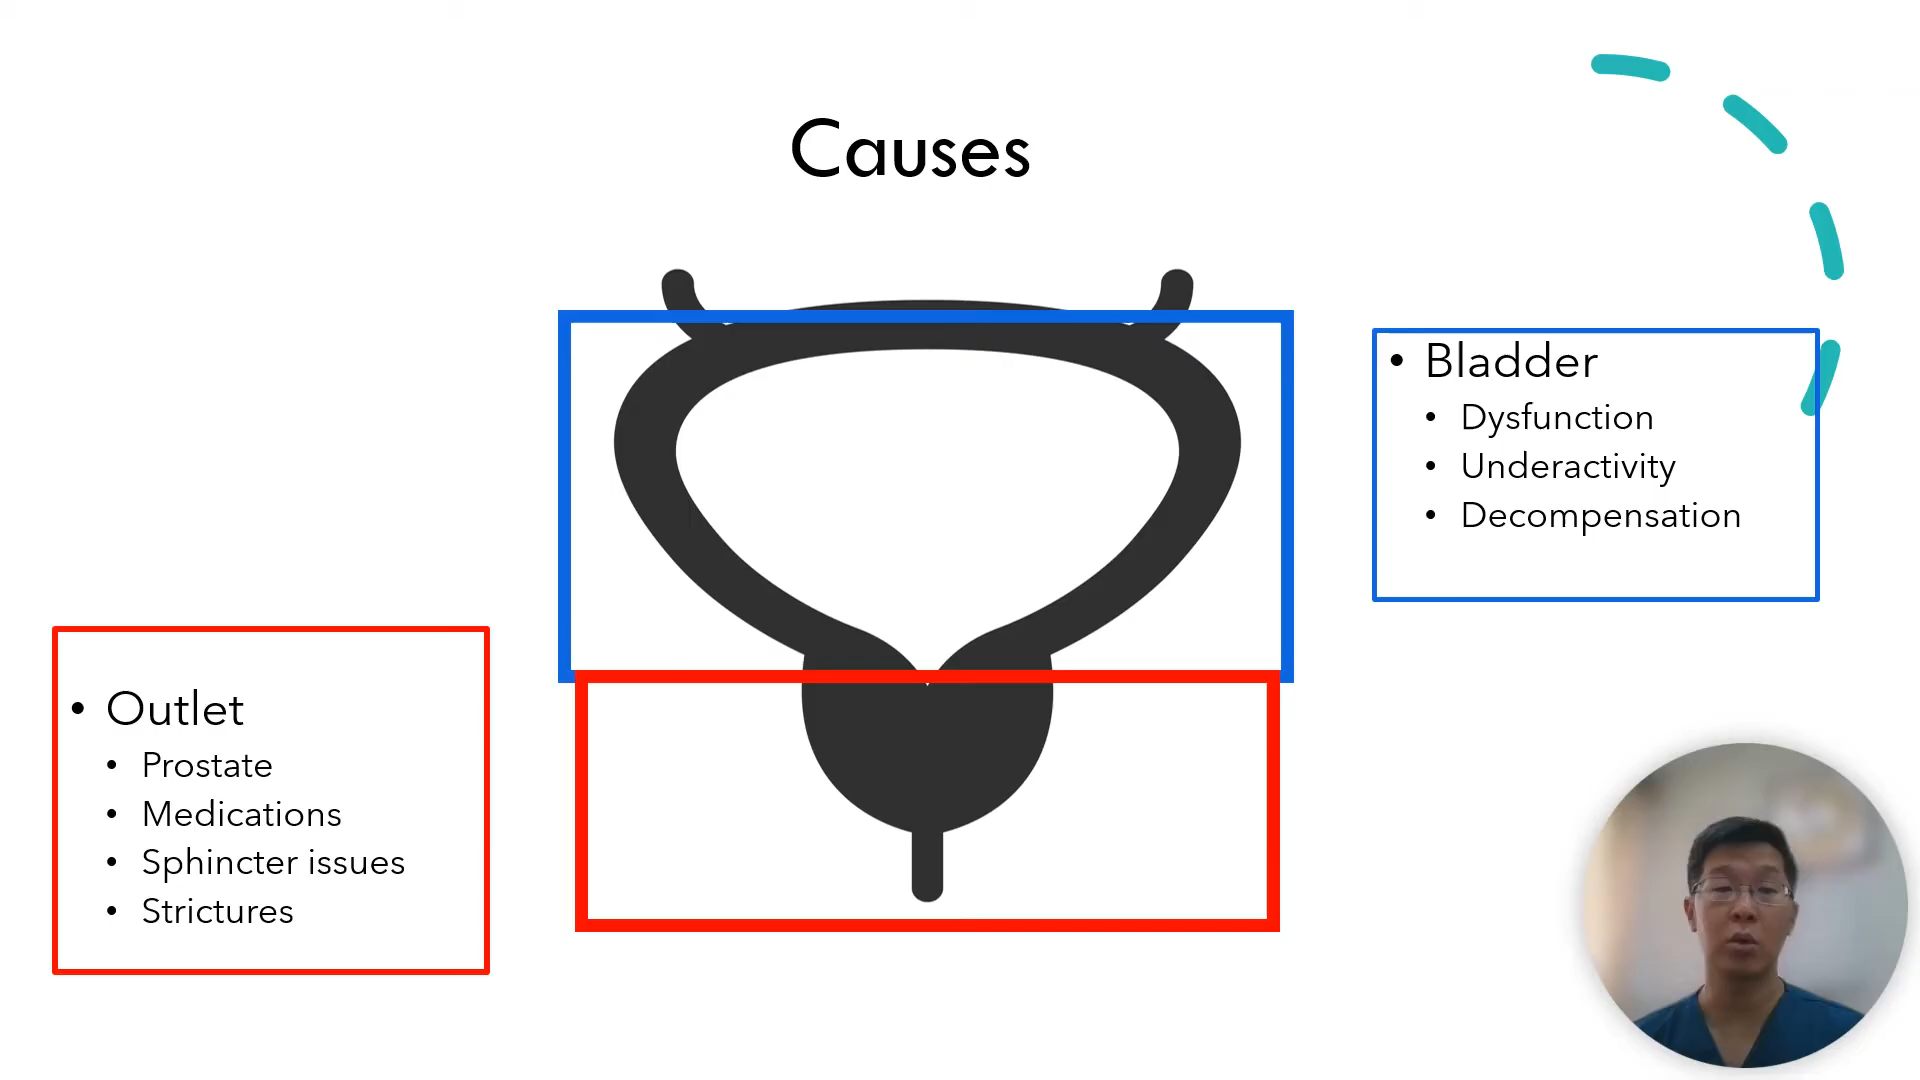 Causes
• Bladder
• Dysfunction
• Underactivity
• Decompensation
• Outlet
• Prostate
• Medications
• Sphincter issues
• Strictures